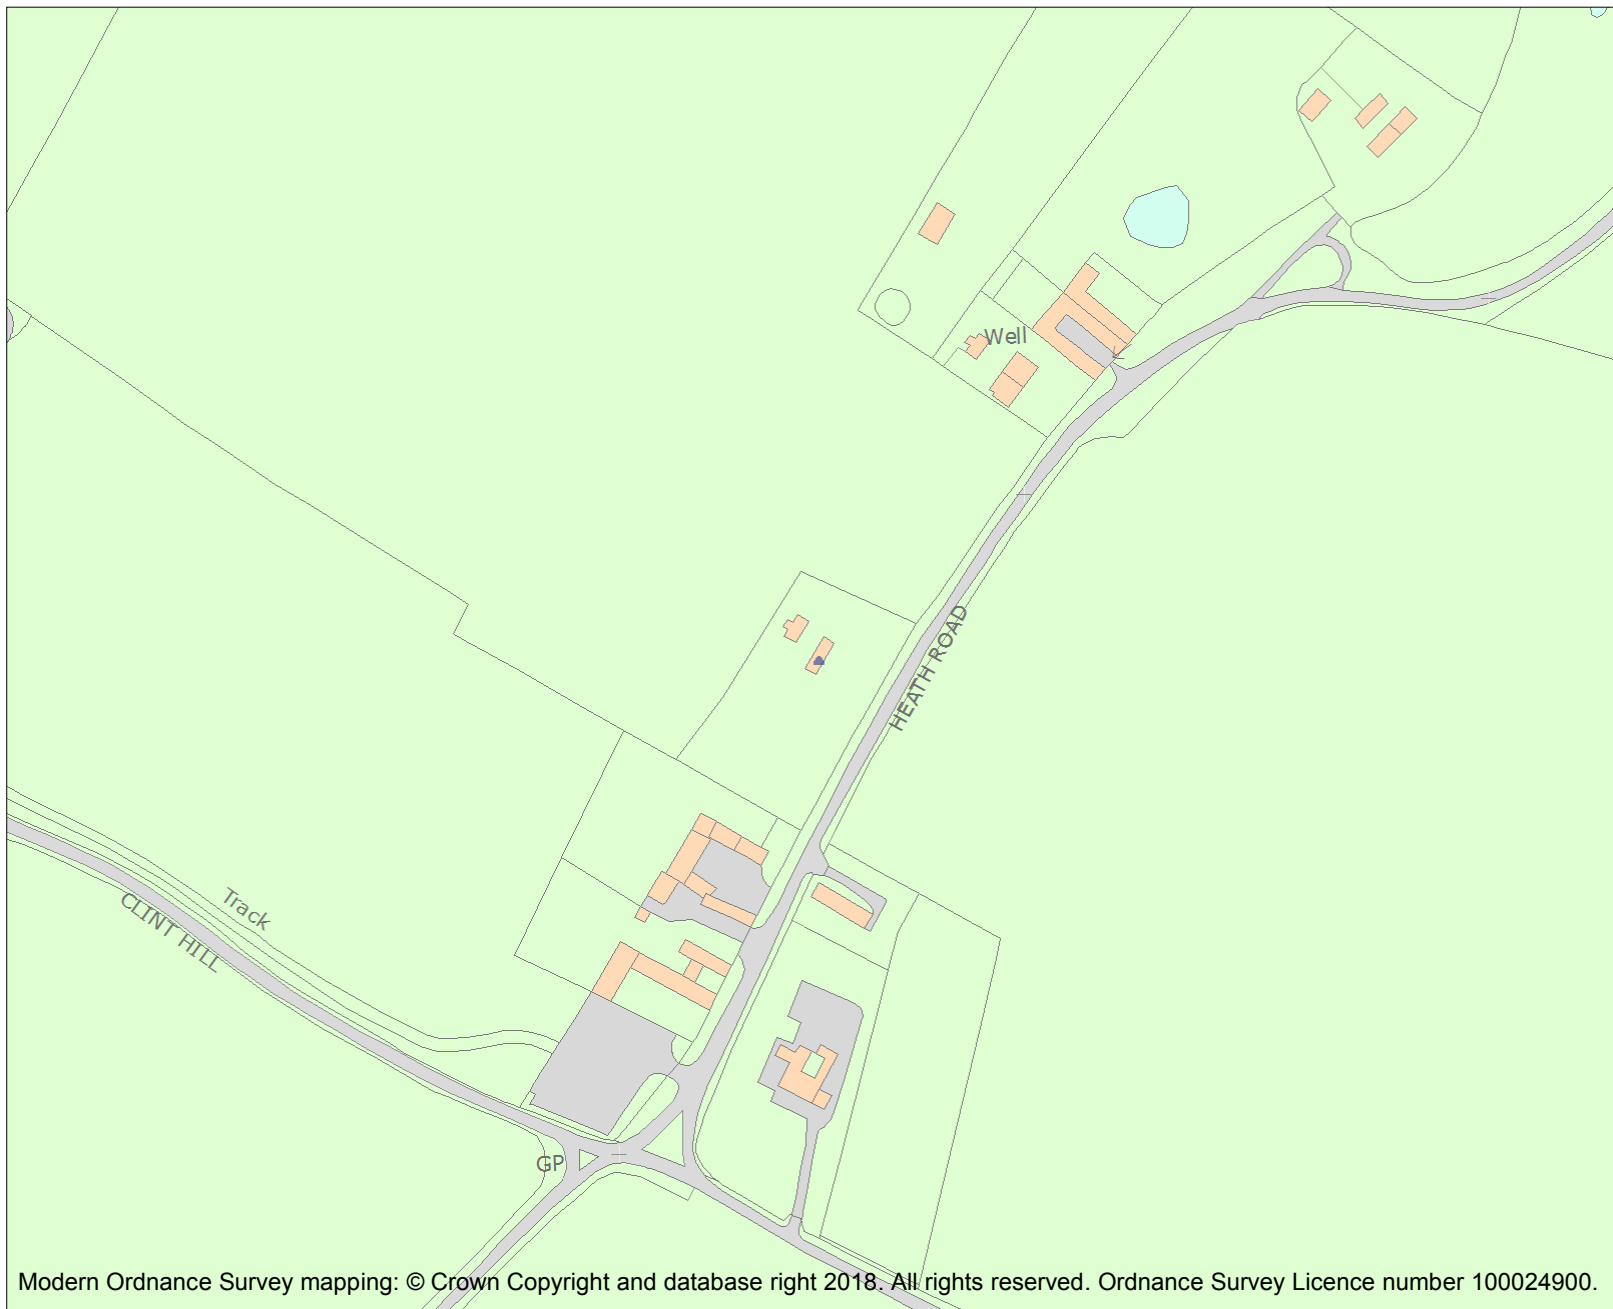 Well
HEATH ROAD
Track
CLINT HILL
GP
Modern Ordnance Survey mapping: © Crown Copyright and database right 2018. All rights reserved. Ordnance Survey Licence number 100024900.